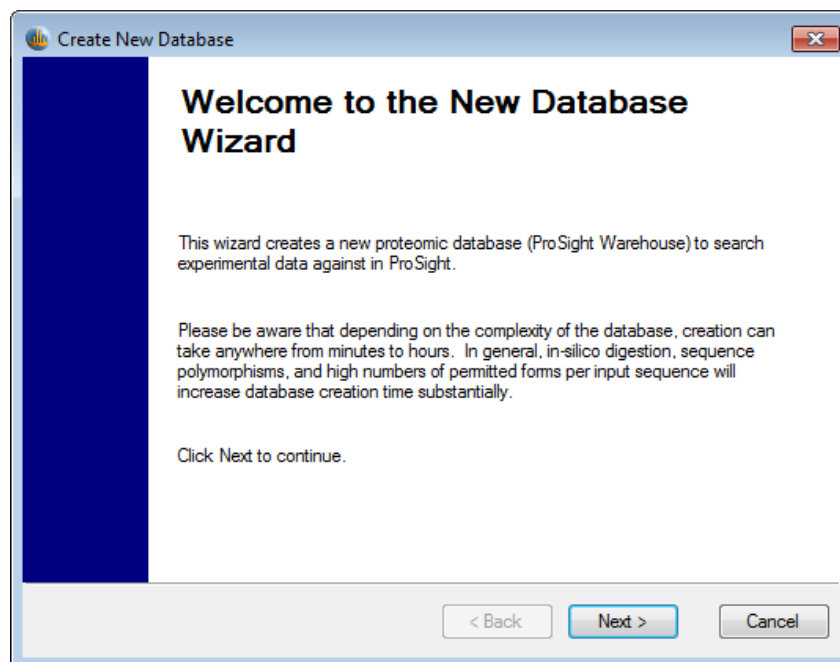 Create New Database
Welcome to the New Database
Wizard
This wizard creates a new proteomic database (ProSight Warehouse) to search
experimental data against in ProSight.
Please be aware that depending on the complexity of the database, creation can
take anywhere from minutes to hours.  In general, in-silico digestion, sequence
polymorphisms, and high numbers of permitted forms per input sequence will
increase database creation time substantially.
Click Next to continue.
< Back   Next >   Cancel